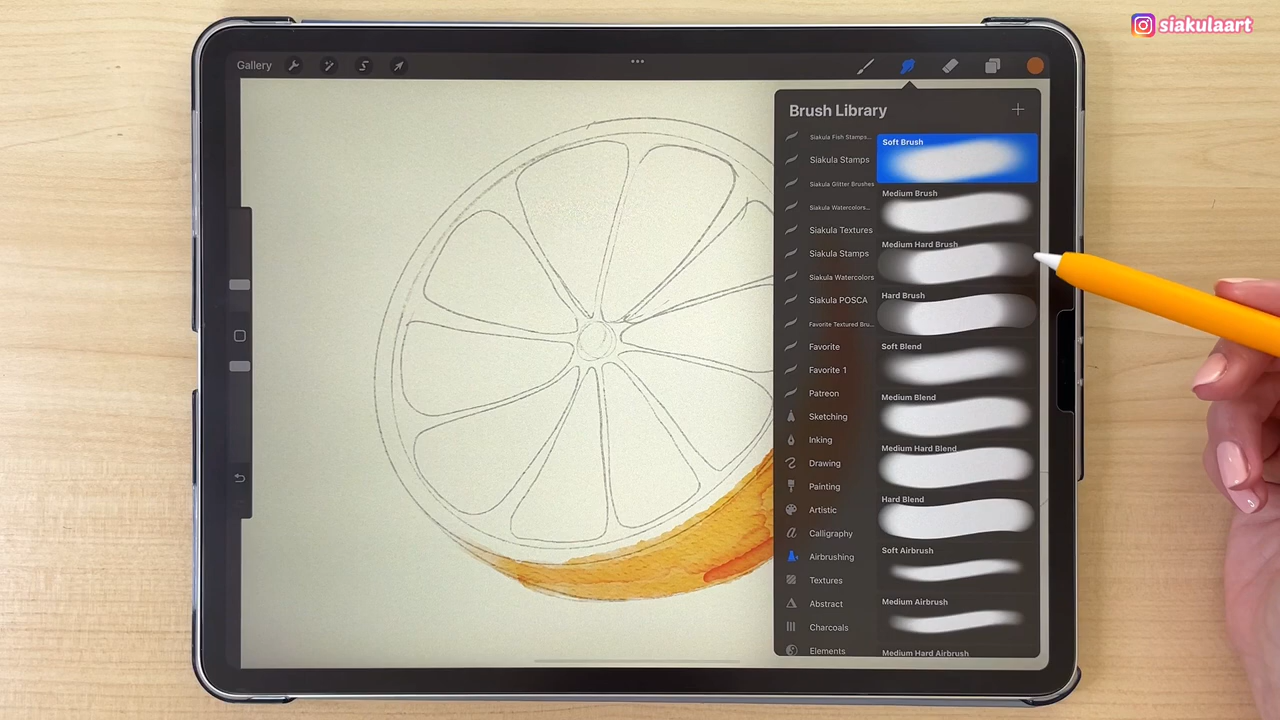 siakulaart
Gallery
Brush Library
Siakula Fish Stamps...
Siakula Stamps
Siakula Glitter Brushes
Siakula Watercolors...
Siakula Textures
Siakula Stamps
Siakula Watercolors
Siakula POSCA
Favorite Textured Bru...
Favorite
Favorite 1
Patreon
Sketching
Inking
Drawing
Painting
Artistic
Calligraphy
Airbrushing
Textures
Abstract
Charcoals
Elements
Soft Brush
Medium Brush
Medium Hard Brush
Hard Brush
Soft Blend
Medium Blend
Medium Hard Blend
Hard Blend
Soft Airbrush
Medium Airbrush
Medium Hard Airbrush